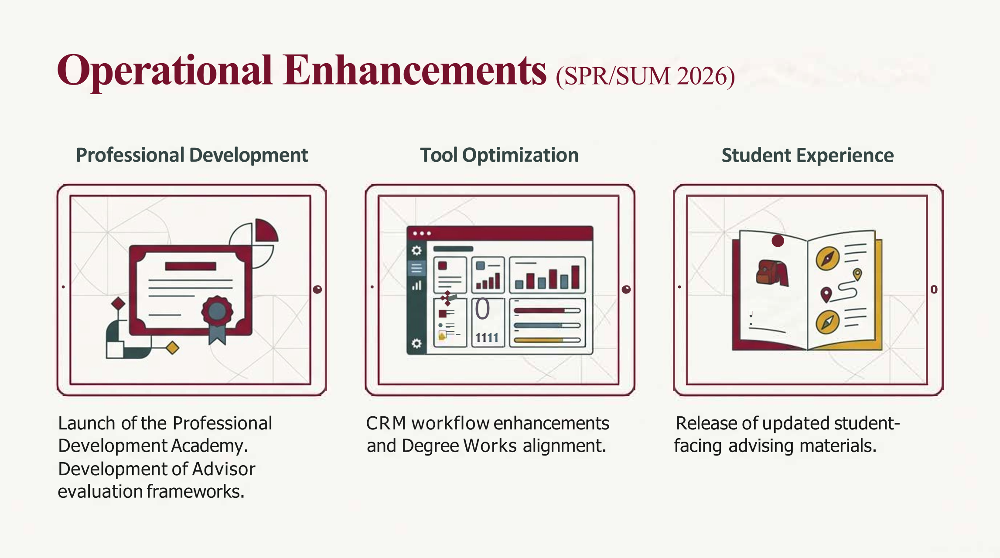 Operational Enhancements (SPR/SUM 2026)
Professional Development
Tool Optimization
Student Experience
0
1111
0
Launch of the Professional
Development Academy.
Development of Advisor
evaluation frameworks.
CRM workflow enhancements
and Degree Works alignment.
Release of updated student-
facing advising materials.